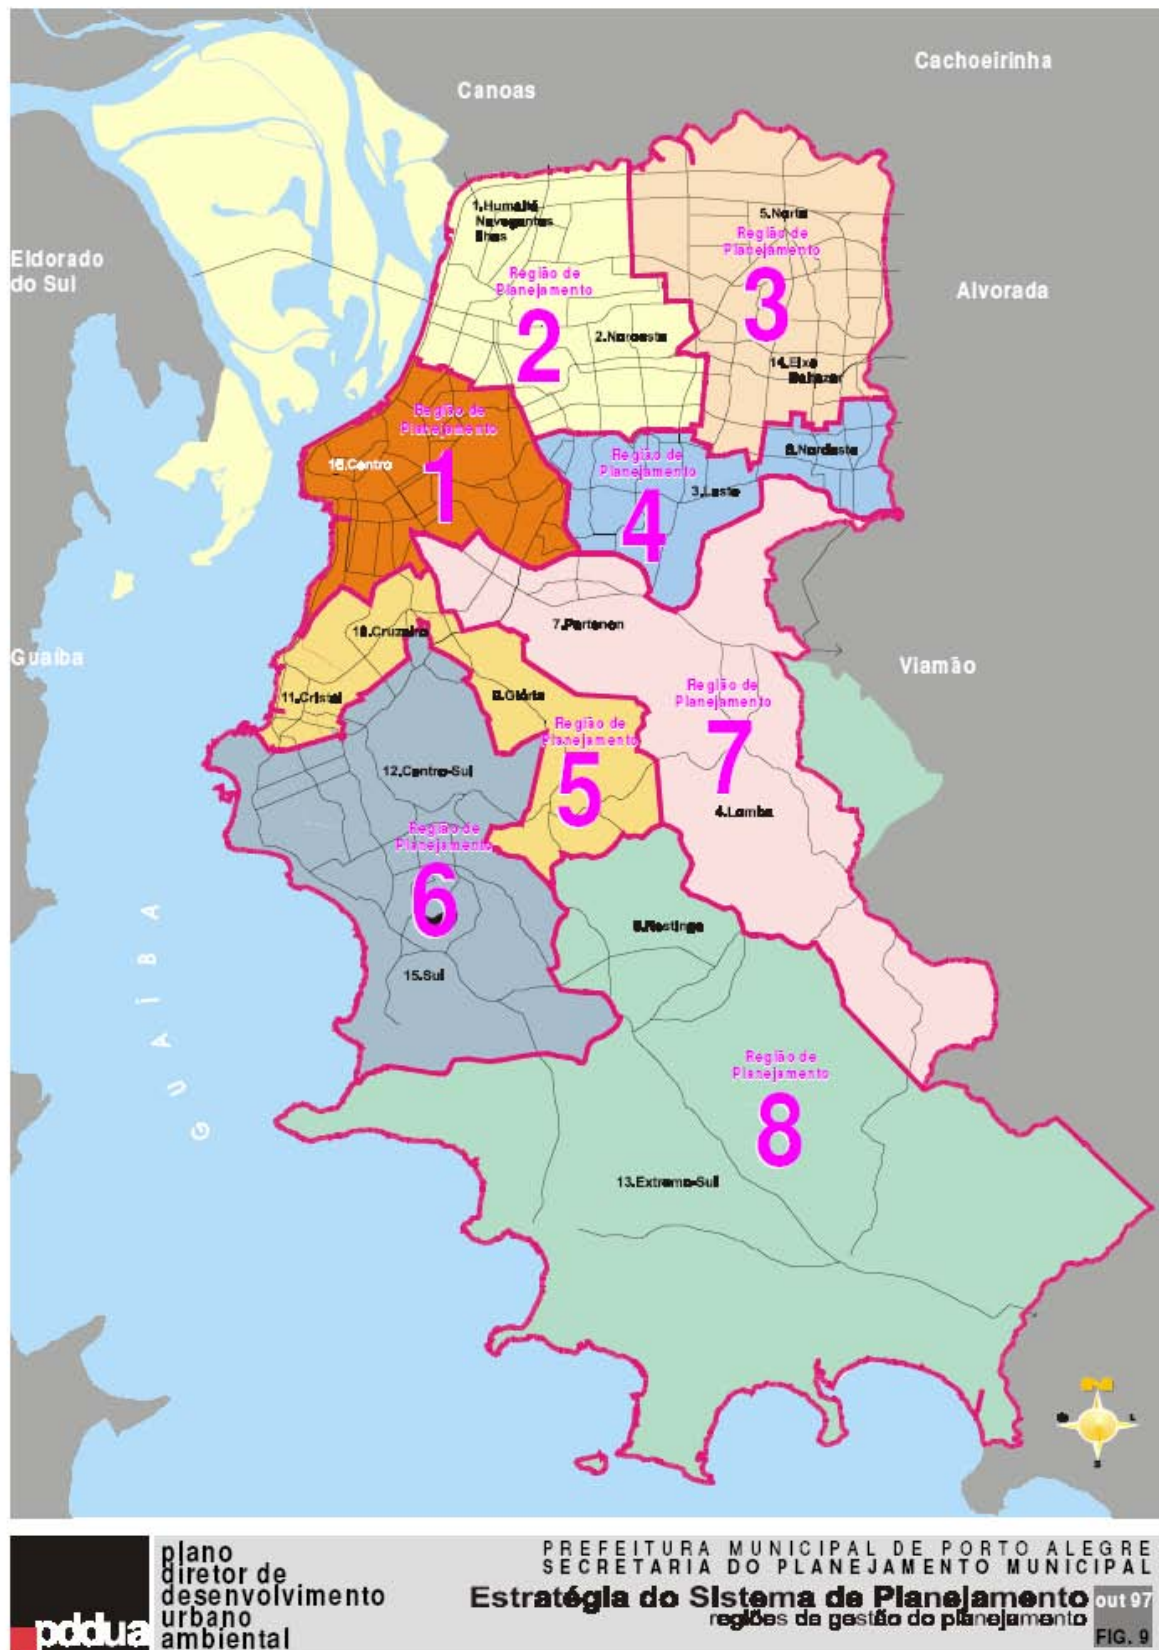 Cachoeirinha
Canoas
1.Humaitá
Navegantes
Ilhas
5.Norte
Região de
Planejamento
3
Eldorado
do Sul
Região de
Planejamento
2
Alvorada
2.Noroeste
14.Eixo
Baltazar
Região de
Planejamento
1
16.Centro
Região de
Planejamento
4
6.Nordeste
3.Leste
7.Partenon
10.Cruzeiro
Guaíba
Viamão
11.Cristal
9.Glória
Região de
Planejamento
7
Região de
Planejamento
5
12.Centro-Sul
4.Lomba
Região de
Planejamento
6
8.Restinga
15.Sul
GUAÍBA
Região de
Planejamento
8
13.Extremo-Sul
N
O
L
S
pddua
plano
diretor de
desenvolvimento
urbano
ambiental
PREFEITURA MUNICIPAL DE PORTO ALEGRE
SECRETARIA DO PLANEJAMENTO MUNICIPAL
Estratégia do Sistema de Planejamento
regiões de gestão do planejamento
out 97
FIG. 9